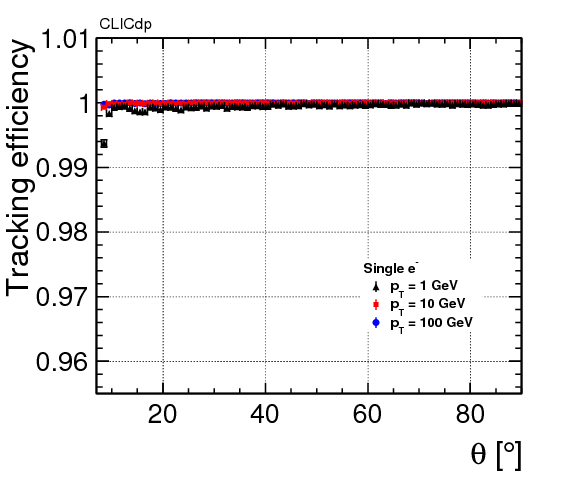 CLICdp
Tracking efficiency
1.01
1
0.99
0.98
0.97
0.96
Single e-
pT = 1 GeV
pT = 10 GeV
pT = 100 GeV
20 40 60 80
θ [°]